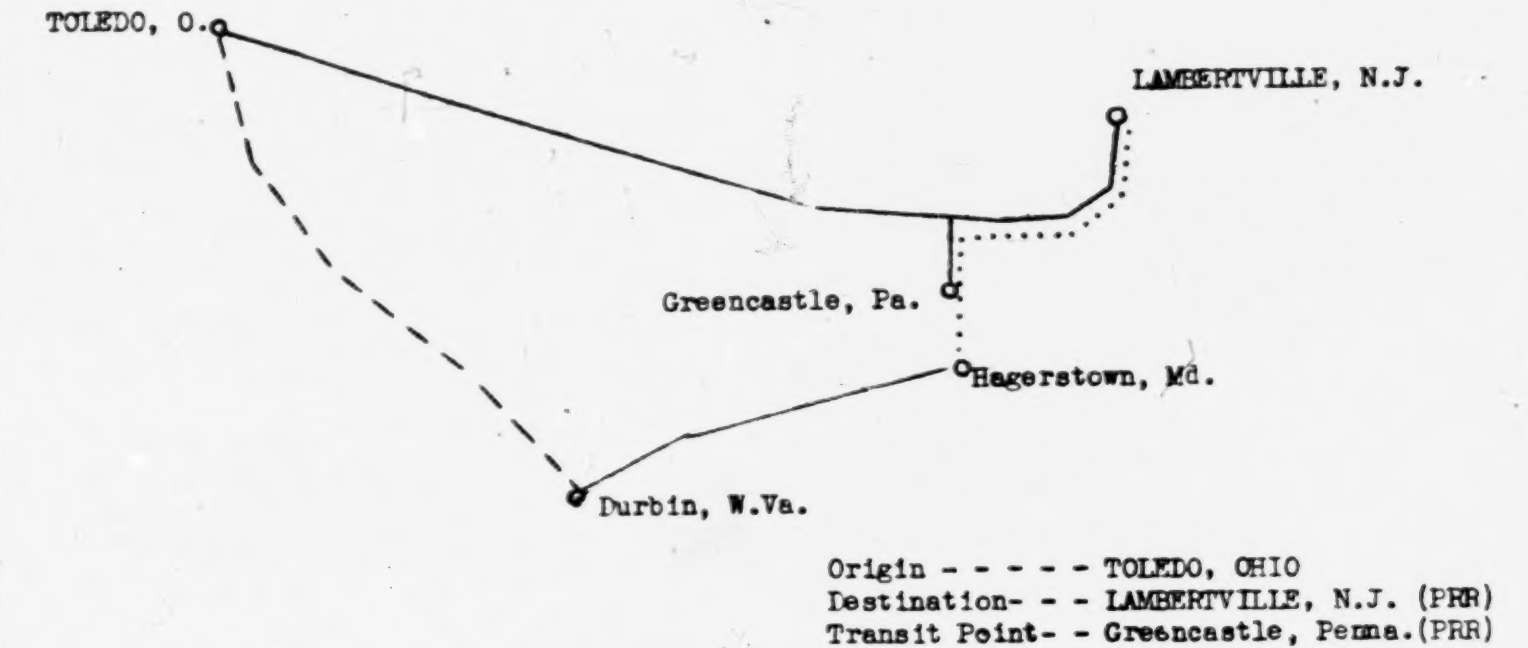 TOLEDO, O.
LAMBERTVILLE, N.J.
Greencastle, Pa.
Hagerstown, Md.
Durbin, W.Va.
Origin - - - - - TOLEDO, OHIO
Destination- - - LAMBERTVILLE, N.J. (PRR)
Transit Point- - Greencastle, Penna.(PRR)